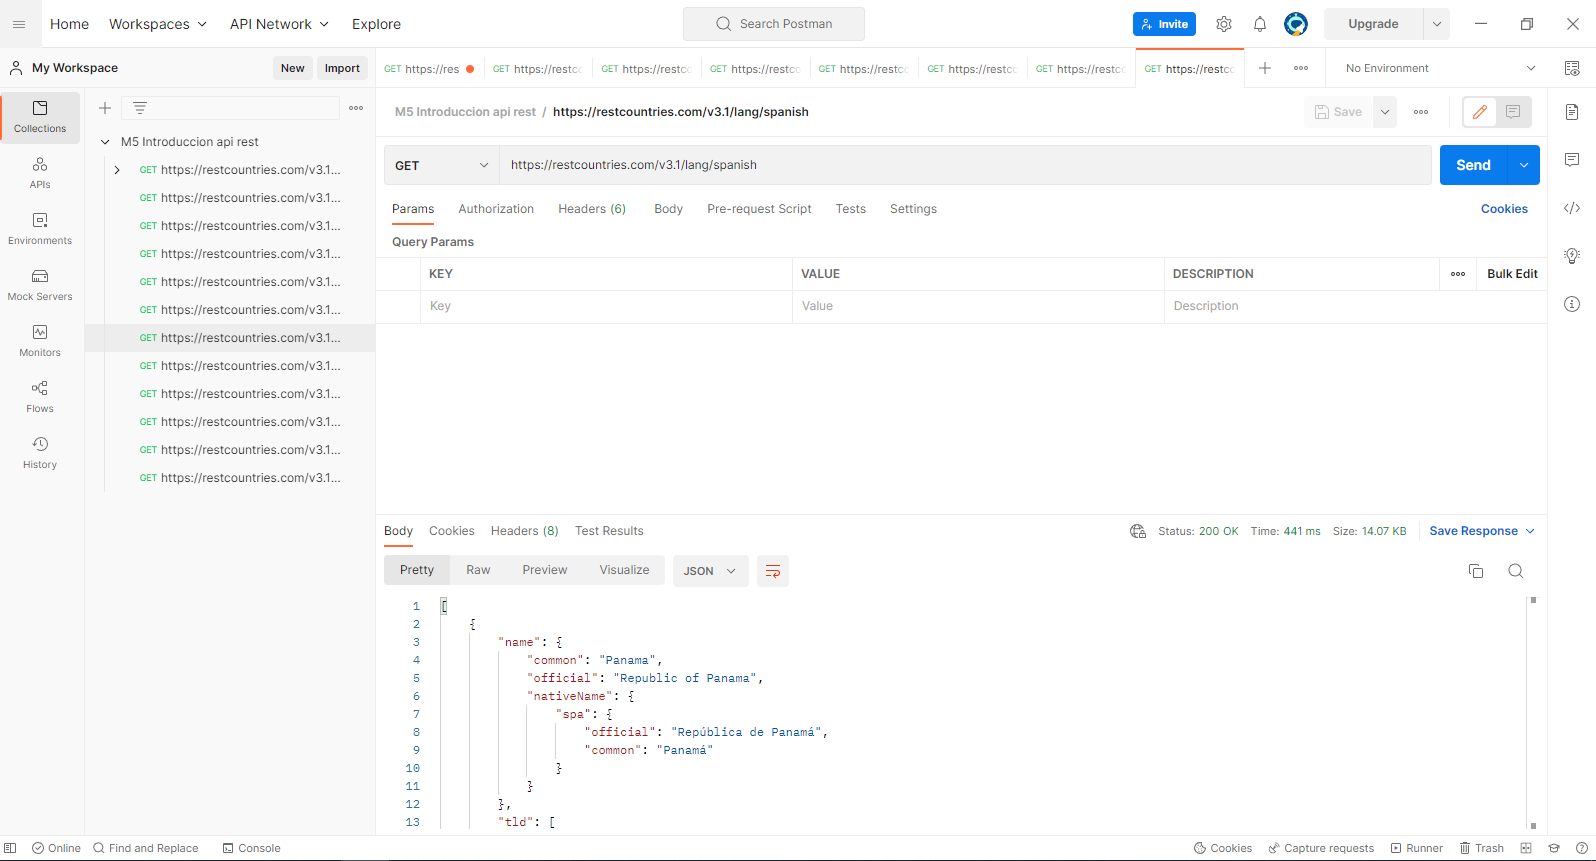 Home Workspaces API Network Explore Search Postman Invite Upgrade
My Workspace New Import GET https://res GET https://restcc GET https://restcc GET https://restcc GET https://restcc GET https://restcc GET https://restcc GET https://restcc No Environment
M5 Introduccion api rest / https://restcountries.com/v3.1/lang/spanish Save
Collections
APIs
Environments
Mock Servers
Monitors
Flows
History
M5 Introduccion api rest
GET https://restcountries.com/v3.1...
GET https://restcountries.com/v3.1...
GET https://restcountries.com/v3.1...
GET https://restcountries.com/v3.1...
GET https://restcountries.com/v3.1...
GET https://restcountries.com/v3.1...
GET https://restcountries.com/v3.1...
GET https://restcountries.com/v3.1...
GET https://restcountries.com/v3.1...
GET https://restcountries.com/v3.1...
GET https://restcountries.com/v3.1...
GET https://restcountries.com/v3.1...
GET https://restcountries.com/v3.1/lang/spanish Send
Params Authorization Headers (6) Body Pre-request Script Tests Settings Cookies
Query Params
KEY VALUE DESCRIPTION Bulk Edit
Key Value Description
Body Cookies Headers (8) Test Results Status: 200 OK Time: 441 ms Size: 14.07 KB Save Response
Pretty Raw Preview Visualize JSON
1 [
2 {
3 "name": {
4 "common": "Panama",
5 "official": "Republic of Panama",
6 "nativeName": {
7 "spa": {
8 "official": "República de Panamá",
9 "common": "Panamá"
10 }
11 }
12 },
13 "tld": [
Online Find and Replace Console Cookies Capture requests Runner Trash